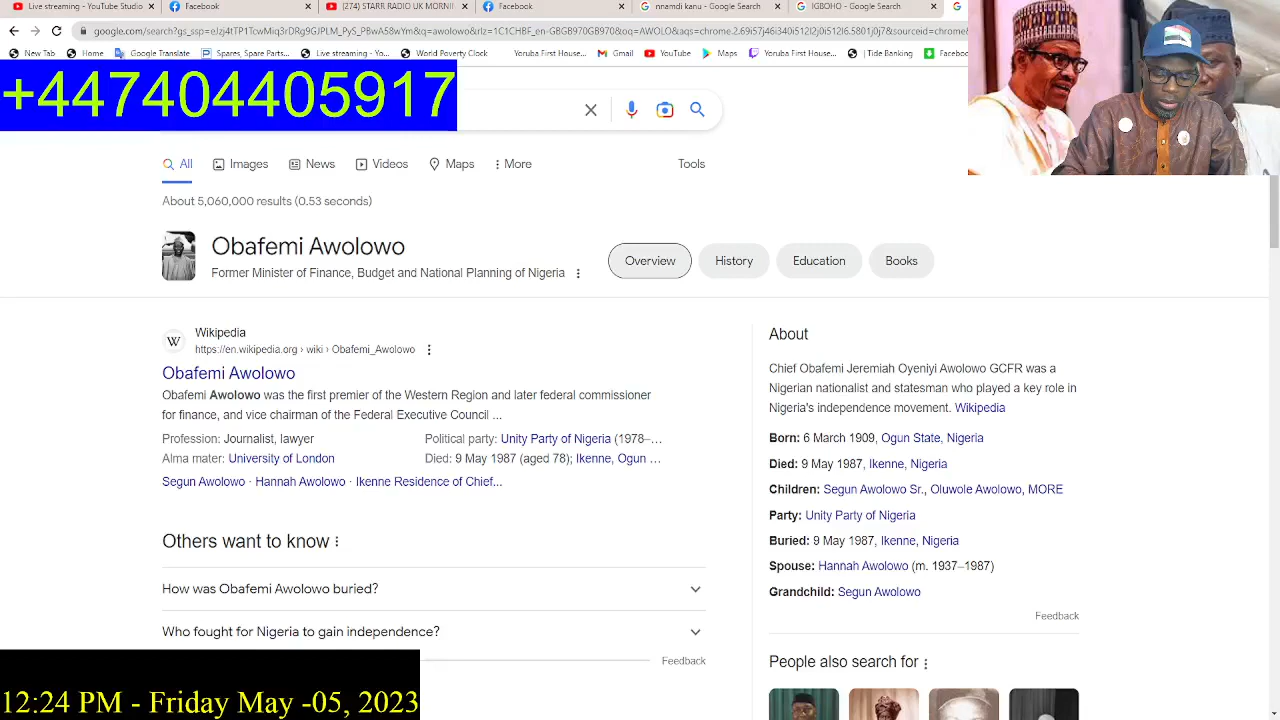 Live streaming - YouTube Studio
Facebook
(274) STARR RADIO UK MORNI
Facebook
nnamdi kanu - Google Search
IGBOHO - Google Search
New Tab
Home
Google Translate
Spares, Spare Parts...
Live streaming - Yo...
World Poverty Cloc...
Gmail
YouTube
Maps
Youtube First Hunde...
Tide Banking
Faceboo
+447404405917
All
Images
News
Videos
Maps
More
Tools
About 5,060,000 results (0.53 seconds)
Obafemi Awolowo
Former Minister of Finance, Budget and National Planning of Nigeria
Overview
History
Education
Books
W
Wikipedia
https://en.wikipedia.org › wiki › Obafemi_Awolowo
Obafemi Awolowo
Obafemi Awolowo was the first premier of the Western Region and later federal commissioner
for finance, and vice chairman of the Federal Executive Council ...
Profession: Journalist, lawyer
Political party: Unity Party of Nigeria (1978–...
Alma mater: University of London
Died: 9 May 1987 (aged 78); Ikenne, Ogun ...
Segun Awolowo · Hannah Awolowo · Ikenne Residence of Chief...
Others want to know
How was Obafemi Awolowo buried?
Who fought for Nigeria to gain independence?
Feedback
About
Chief Obafemi Jeremiah Oyeniyi Awolowo GCFR was a
Nigerian nationalist and statesman who played a key role in
Nigeria's independence movement. Wikipedia
Born: 6 March 1909, Ogun State, Nigeria
Died: 9 May 1987, Ikenne, Nigeria
Children: Segun Awolowo Sr., Oluwole Awolowo, MORE
Party: Unity Party of Nigeria
Buried: 9 May 1987, Ikenne, Nigeria
Spouse: Hannah Awolowo (m. 1937–1987)
Grandchild: Segun Awolowo
Feedback
People also search for
12:24 PM - Friday May -05, 2023